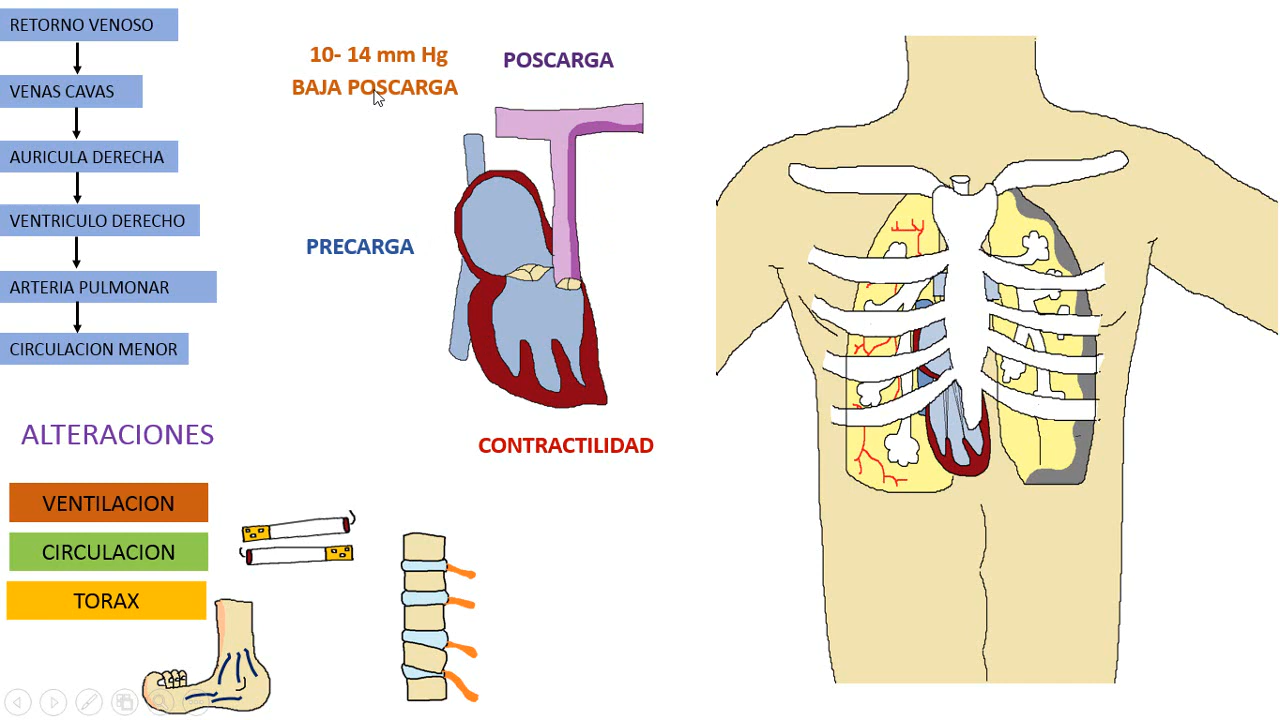 RETORNO VENOSO
VENAS CAVAS
AURICULA DERECHA
VENTRICULO DERECHO
ARTERIA PULMONAR
CIRCULACION MENOR
10- 14 mm Hg
BAJA POSCARGA
POSCARGA
PRECARGA
CONTRACTILIDAD
ALTERACIONES
VENTILACION
CIRCULACION
TORAX